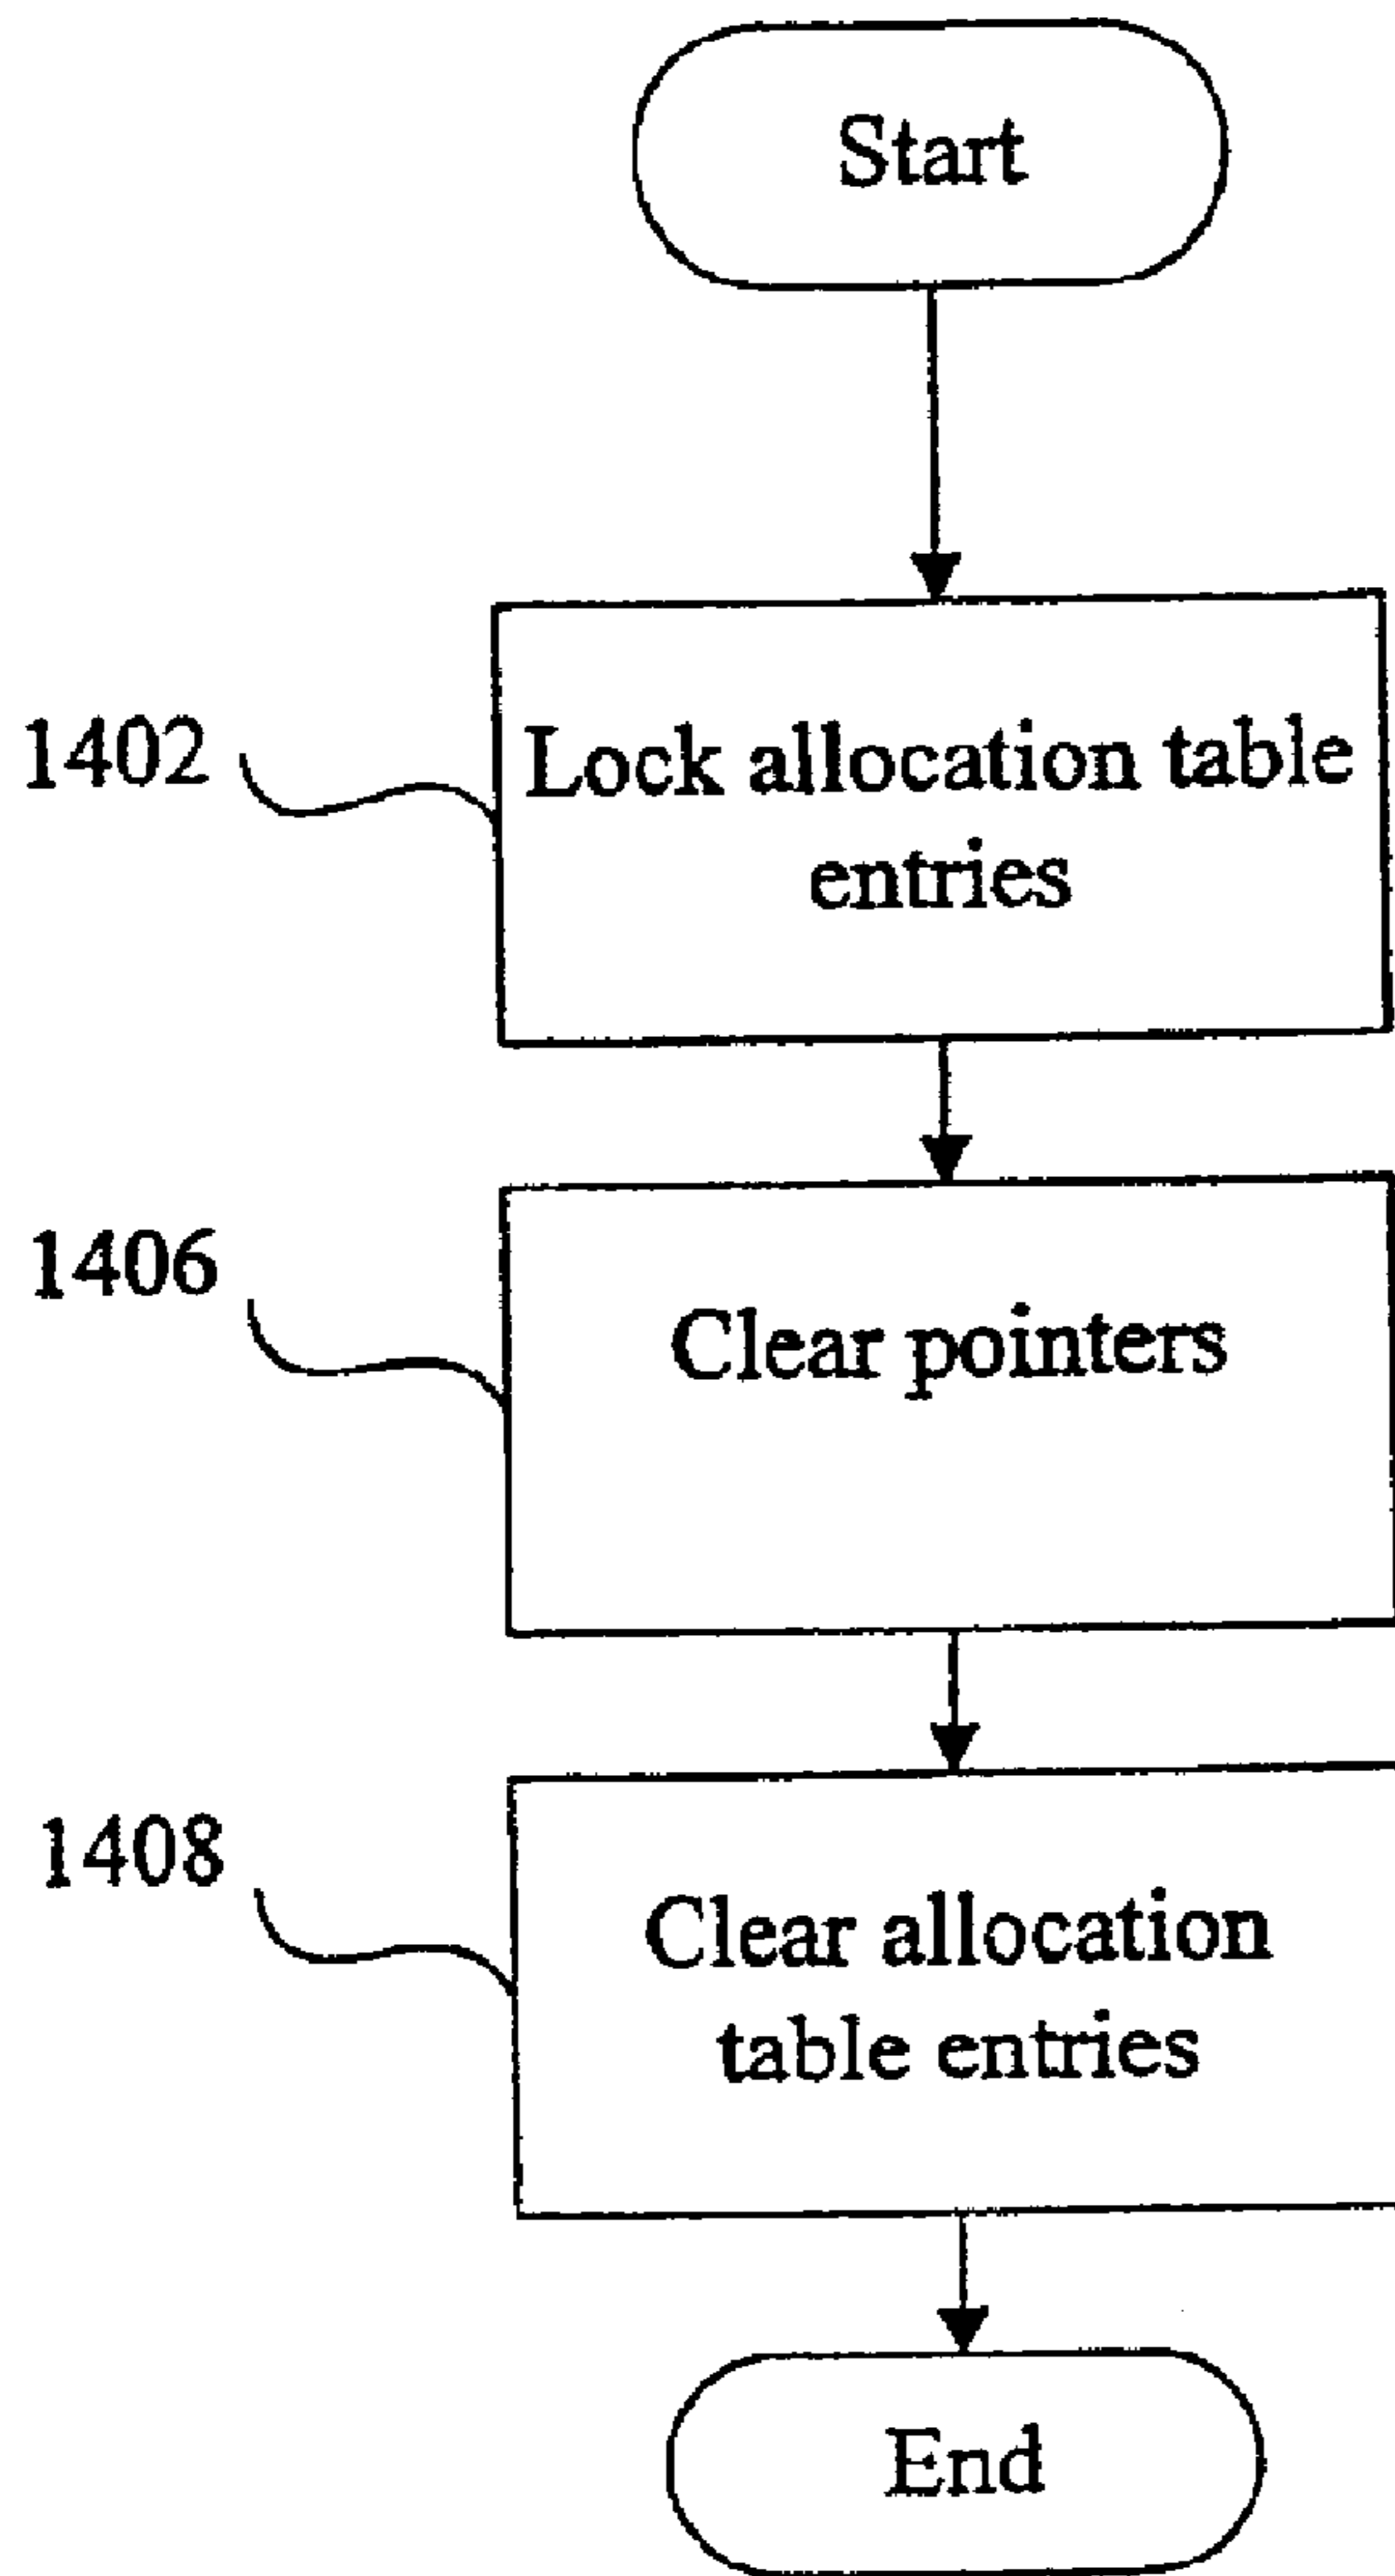 Start
1402
Lock allocation table
entries
1406
Clear pointers
1408
Clear allocation
table entries
End